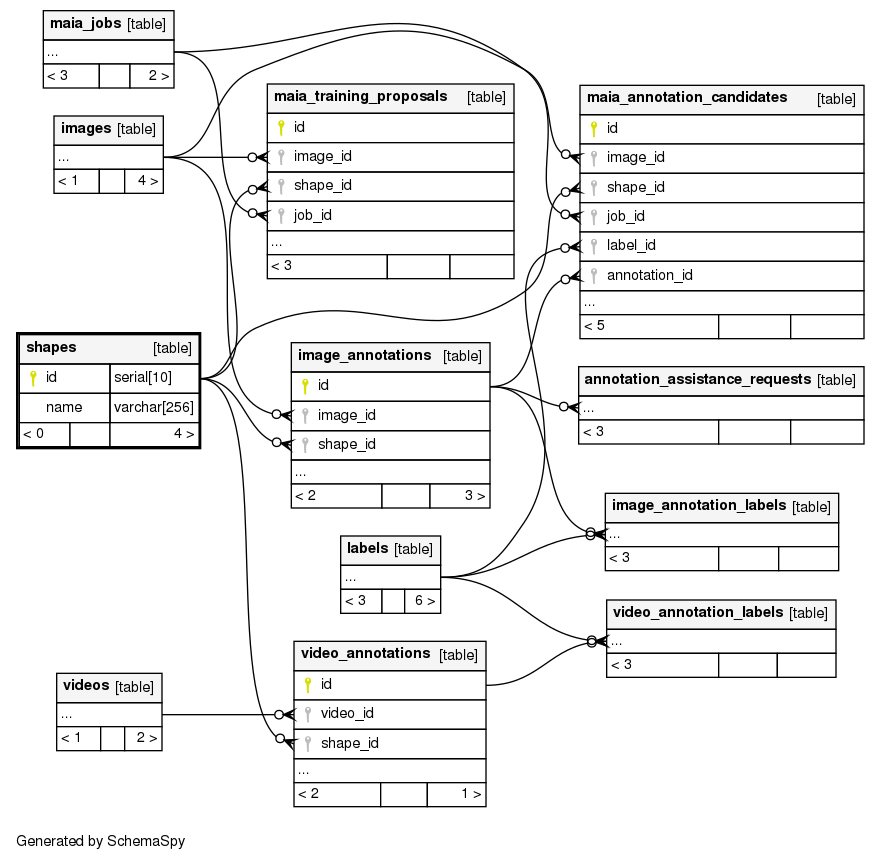 maia_jobs [table]
...
< 3 2 >
images [table]
...
< 1 4 >
maia_training_proposals [table]
id
image_id
shape_id
job_id
...
< 3
maia_annotation_candidates [table]
id
image_id
shape_id
job_id
label_id
annotation_id
...
< 5
shapes [table]
id serial[10]
name varchar[256]
< 0 4 >
image_annotations [table]
id
image_id
shape_id
...
< 2 3 >
annotation_assistance_requests [table]
...
< 3
image_annotation_labels [table]
...
< 3
labels [table]
...
< 3 6 >
video_annotation_labels [table]
...
< 3
video_annotations [table]
id
video_id
shape_id
...
< 2 1 >
videos [table]
...
< 1 2 >
Generated by SchemaSpy